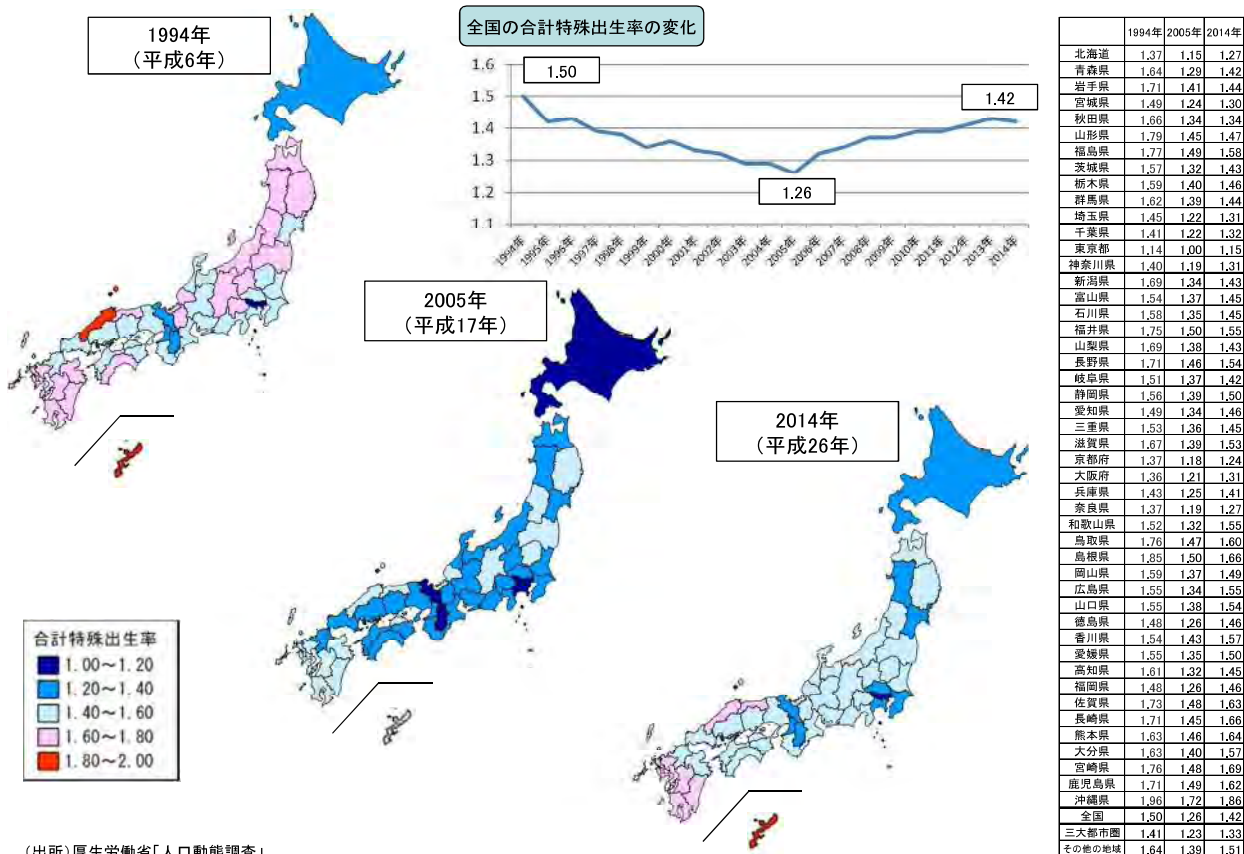 1994年
(平成6年)
全国の合計特殊出生率の変化
1.6
1.5
1.4
1.3
1.2
1.1
1.50
1.42
1.26
1994年 1995年 1996年 1997年 1998年 1999年 2000年 2001年 2002年 2003年 2004年 2005年 2006年 2007年 2008年 2009年 2010年 2011年 2012年 2013年 2014年
2005年
(平成17年)
2014年
(平成26年)
合計特殊出生率
1.00～1.20
1.20～1.40
1.40～1.60
1.60～1.80
1.80～2.00
(出所)厚生労働省「人口動態調査」
1994年 2005年 2014年
北海道 1.37 1.15 1.27
青森県 1.64 1.29 1.42
岩手県 1.71 1.41 1.44
宮城県 1.49 1.24 1.30
秋田県 1.66 1.34 1.34
山形県 1.79 1.45 1.47
福島県 1.77 1.49 1.58
茨城県 1.57 1.32 1.43
栃木県 1.59 1.40 1.46
群馬県 1.62 1.39 1.44
埼玉県 1.45 1.22 1.31
千葉県 1.41 1.22 1.32
東京都 1.14 1.00 1.15
神奈川県 1.40 1.19 1.31
新潟県 1.69 1.34 1.43
富山県 1.54 1.37 1.45
石川県 1.58 1.35 1.45
福井県 1.75 1.50 1.55
山梨県 1.69 1.38 1.43
長野県 1.71 1.46 1.54
岐阜県 1.51 1.37 1.42
静岡県 1.56 1.39 1.50
愛知県 1.49 1.34 1.46
三重県 1.53 1.36 1.45
滋賀県 1.67 1.39 1.53
京都府 1.37 1.18 1.24
大阪府 1.36 1.21 1.31
兵庫県 1.43 1.25 1.41
奈良県 1.37 1.19 1.27
和歌山県 1.52 1.32 1.55
鳥取県 1.76 1.47 1.60
島根県 1.85 1.50 1.66
岡山県 1.59 1.37 1.49
広島県 1.55 1.34 1.55
山口県 1.55 1.38 1.54
徳島県 1.48 1.26 1.46
香川県 1.54 1.43 1.57
愛媛県 1.55 1.35 1.50
高知県 1.61 1.32 1.45
福岡県 1.48 1.26 1.46
佐賀県 1.73 1.48 1.63
長崎県 1.71 1.45 1.66
熊本県 1.63 1.46 1.64
大分県 1.63 1.40 1.57
宮崎県 1.76 1.48 1.69
鹿児島県 1.71 1.49 1.62
沖縄県 1.96 1.72 1.86
全国 1.50 1.26 1.42
三大都市圏 1.41 1.23 1.33
その他の地域 1.64 1.39 1.51